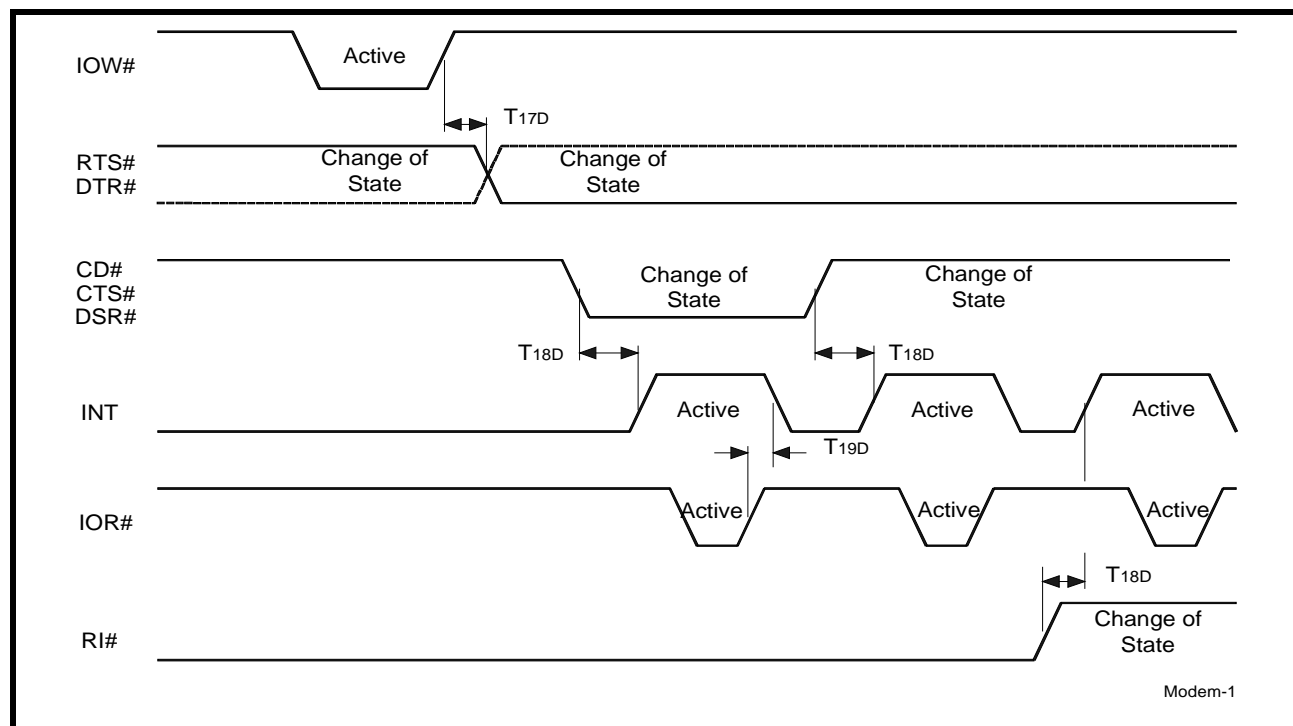 IOW#
Active
T17D
RTS#
DTR#
Change of
State
Change of
State
CD#
CTS#
DSR#
Change of
State
Change of
State
T18D
T18D
INT
Active
Active
Active
T19D
IOR#
Active
Active
Active
T18D
RI#
Change of
State
Modem-1